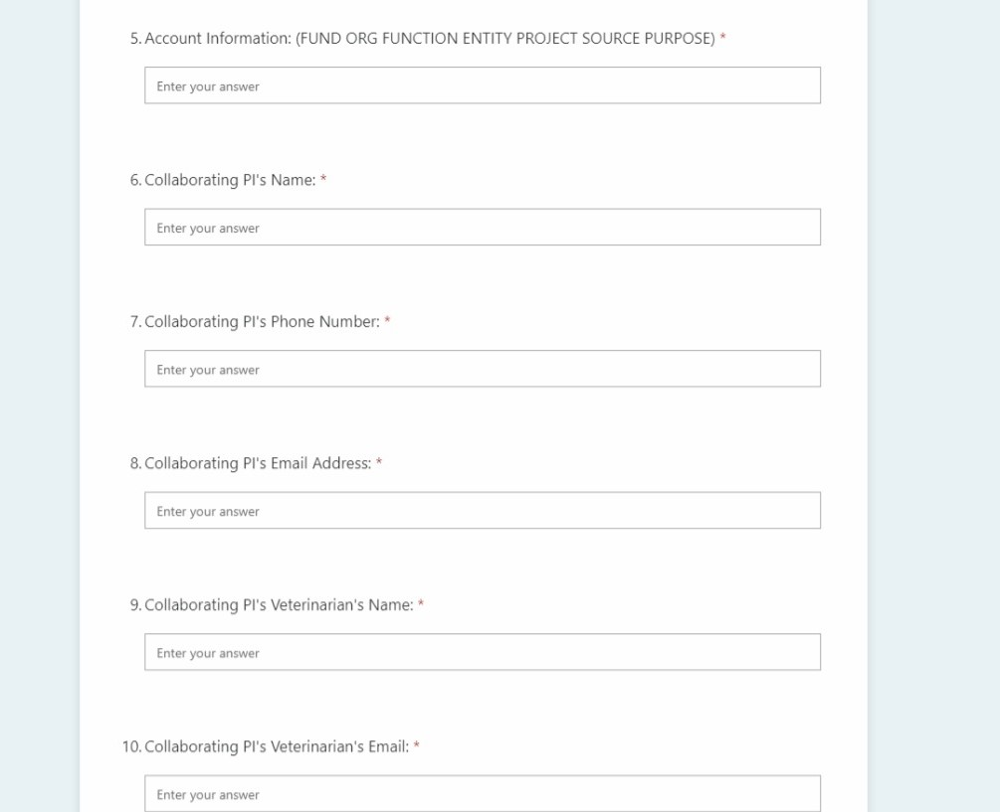 5. Account Information: (FUND ORG FUNCTION ENTITY PROJECT SOURCE PURPOSE) *
Enter your answer
6. Collaborating PI's Name: *
Enter your answer
7. Collaborating PI's Phone Number: *
Enter your answer
8. Collaborating PI's Email Address: *
Enter your answer
9. Collaborating PI's Veterinarian's Name: *
Enter your answer
10. Collaborating PI's Veterinarian's Email: *
Enter your answer